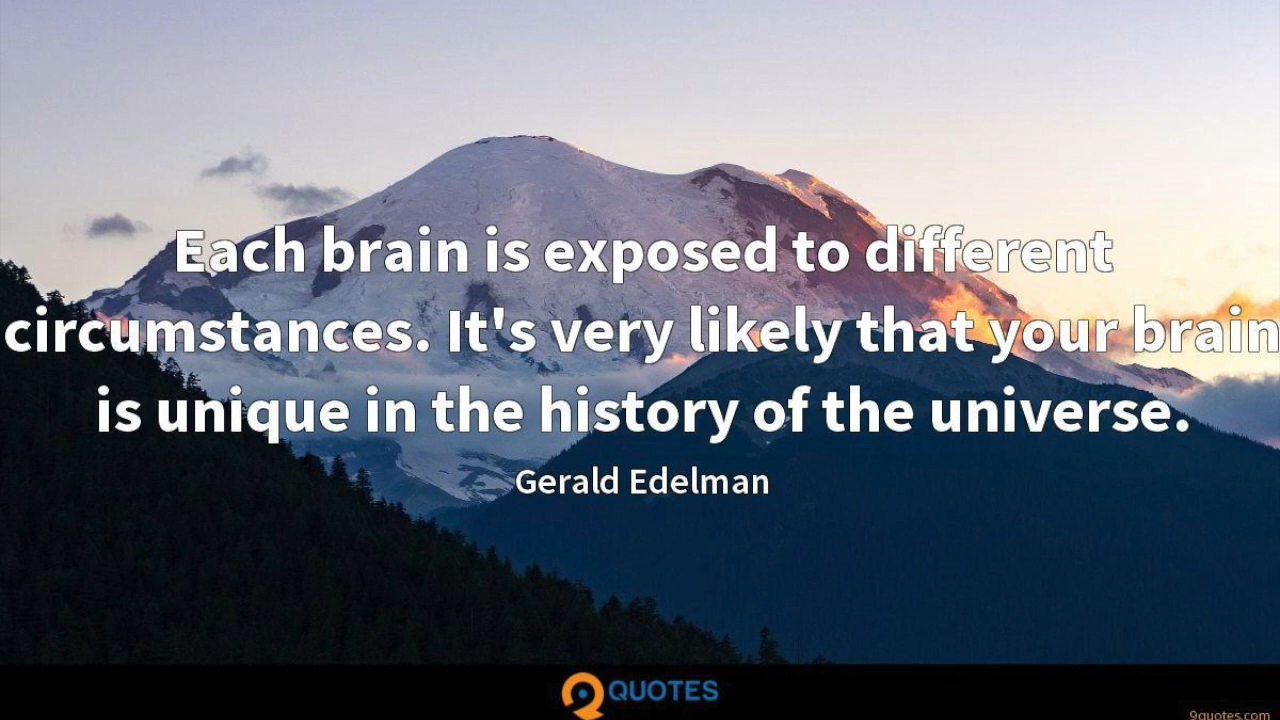 Each brain is exposed to different
circumstances. It's very likely that your brain
is unique in the history of the universe.
Gerald Edelman
9 QUOTES
9quotes.com